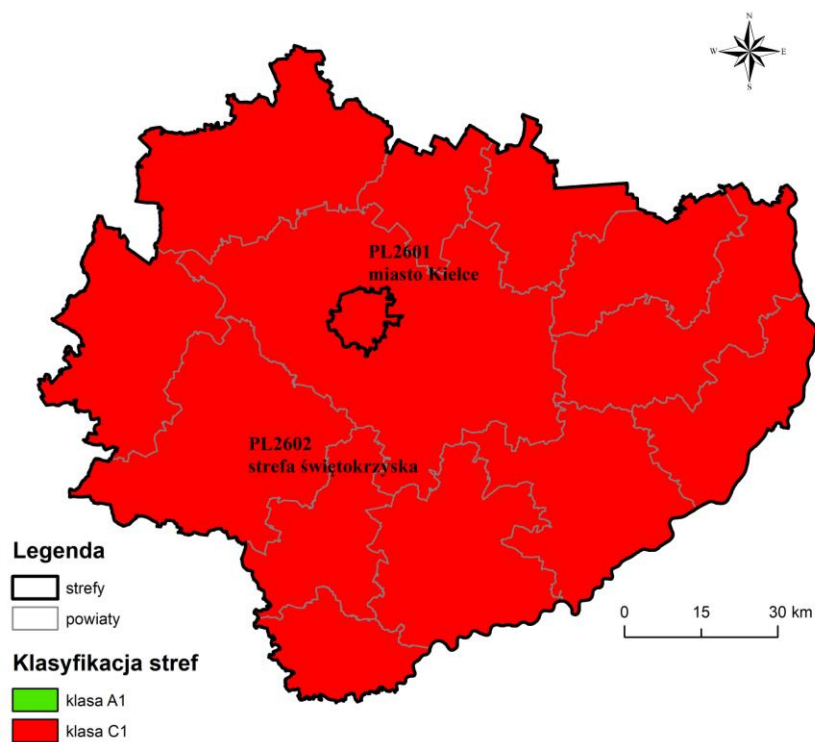 N
W E
S
PL2601
miasto Kielce
PL2602
strefa świętokrzyska
Legenda
strefy
powiaty
0 15 30 km
Klasyfikacja stref
klasa A1
klasa C1